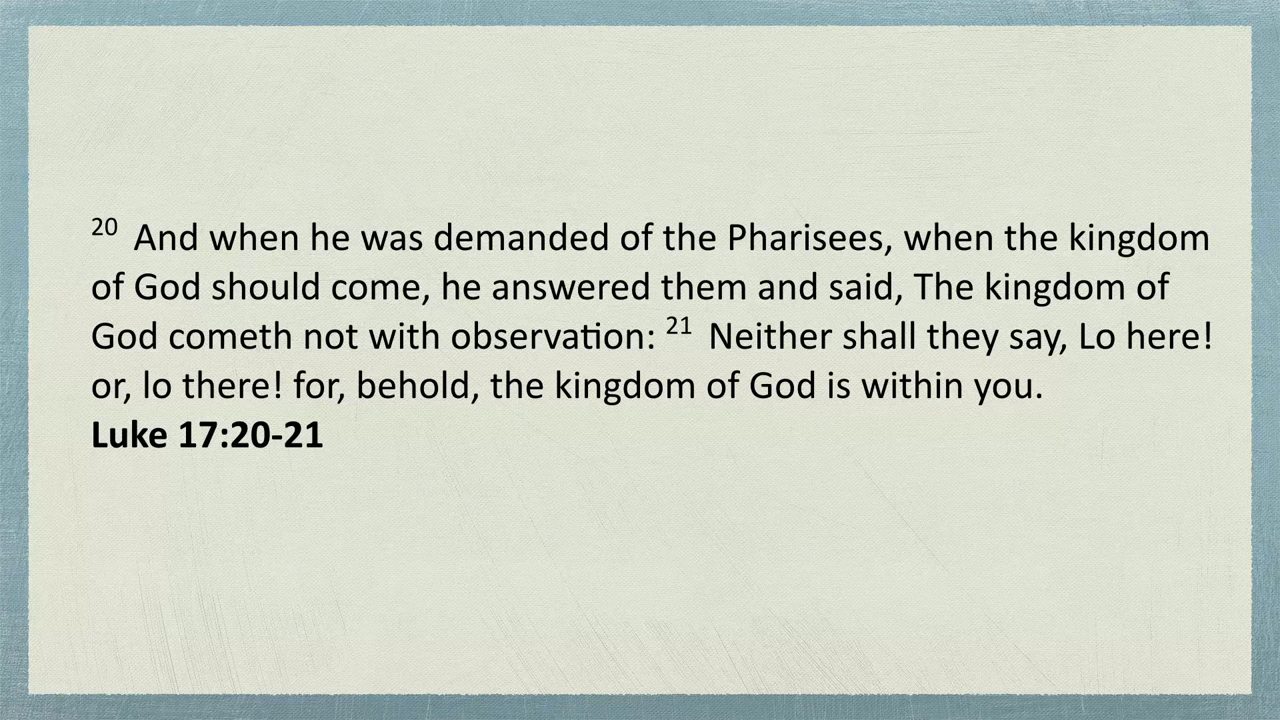 20 And when he was demanded of the Pharisees, when the kingdom
of God should come, he answered them and said, The kingdom of
God cometh not with observation: 21 Neither shall they say, Lo here!
or, lo there! for, behold, the kingdom of God is within you.
Luke 17:20-21